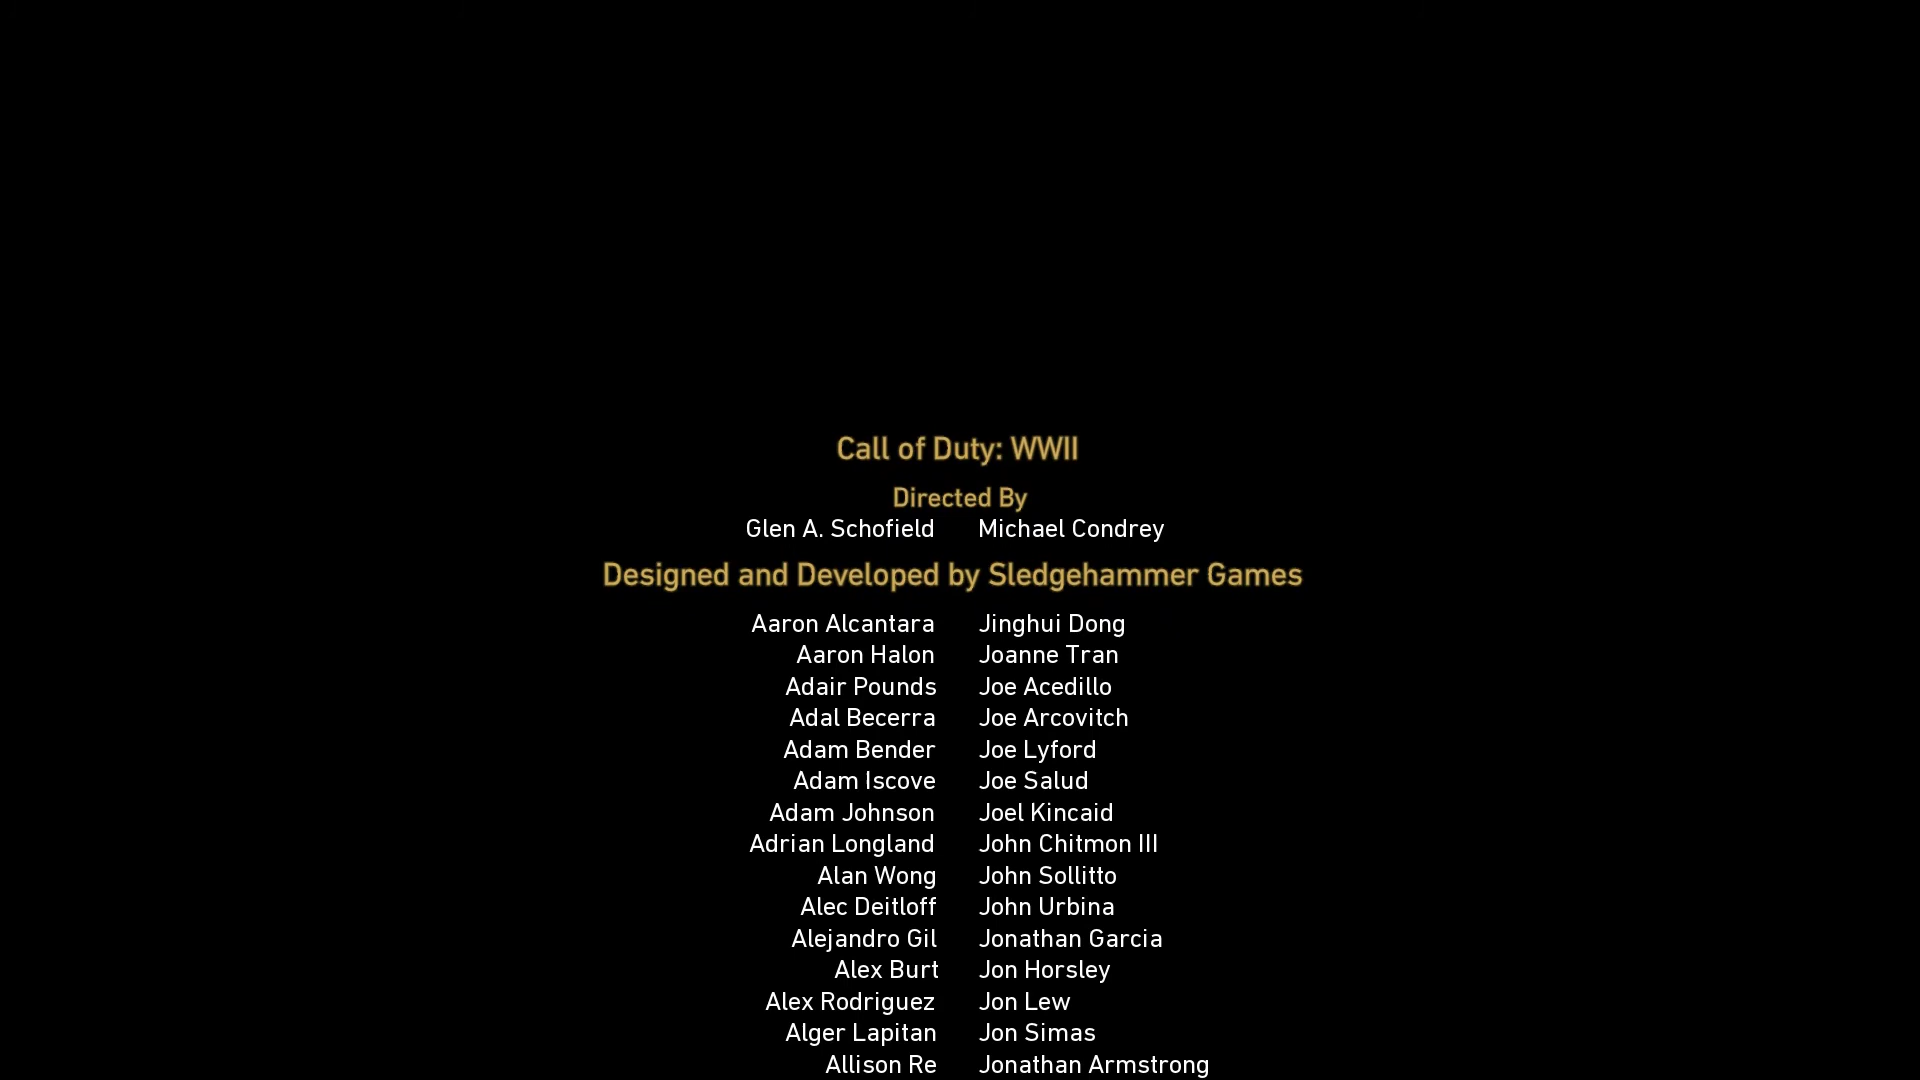 Call of Duty: WWII
Directed By
Glen A. Schofield Michael Condrey
Designed and Developed by Sledgehammer Games
Aaron Alcantara Jinghui Dong
Aaron Halon Joanne Tran
Adair Pounds Joe Acedillo
Adal Becerra Joe Arcovitch
Adam Bender Joe Lyford
Adam Iscove Joe Salud
Adam Johnson Joel Kincaid
Adrian Longland John Chitmon III
Alan Wong John Sollitto
Alec Deitloff John Urbina
Alejandro Gil Jonathan Garcia
Alex Burt Jon Horsley
Alex Rodriguez Jon Lew
Alger Lapitan Jon Simas
Allison Re Jonathan Armstrong